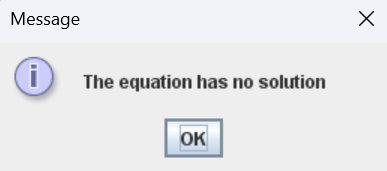 Message
The equation has no solution
OK